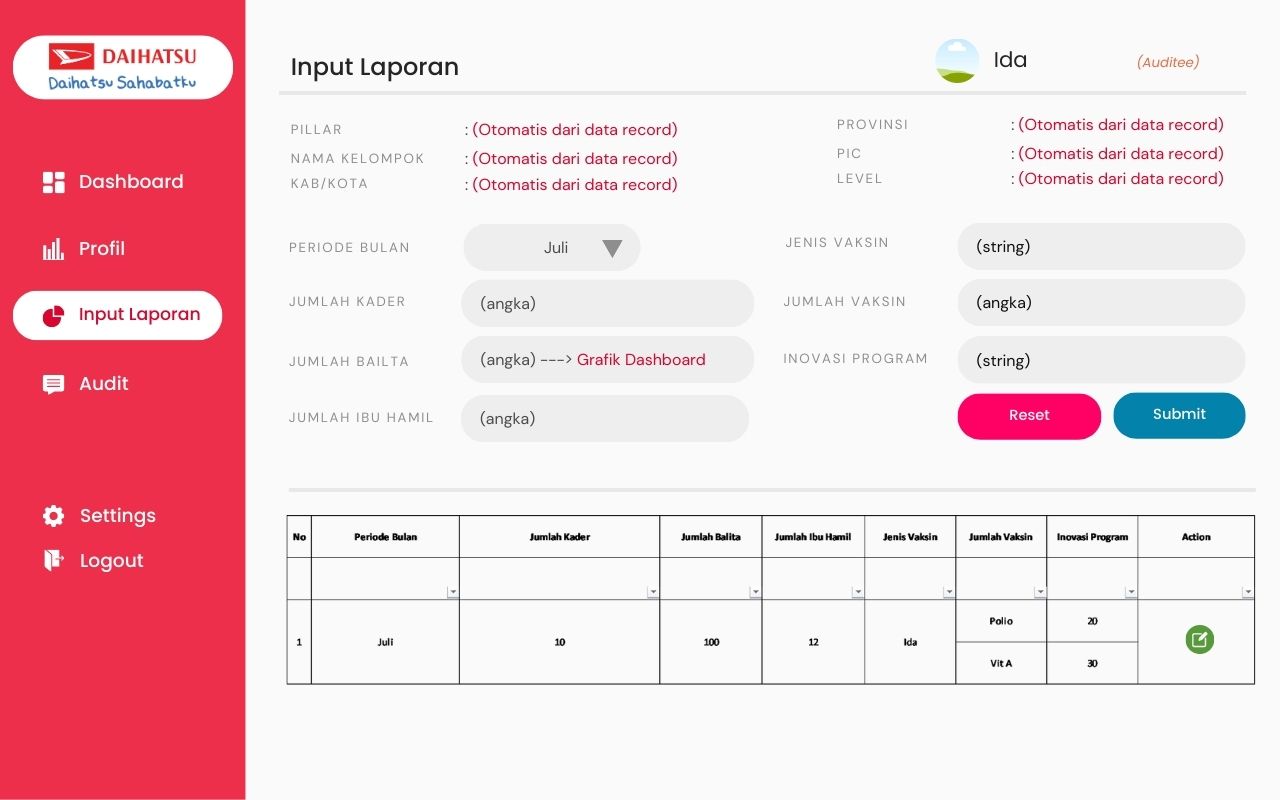 DAIHATSU
Daihatsu Sahabatku
Dashboard
Profil
Input Laporan
Audit
Settings
Logout
Input Laporan
Ida
(Auditee)
PILLAR : (Otomatis dari data record)
NAMA KELOMPOK : (Otomatis dari data record)
KAB/KOTA : (Otomatis dari data record)
PROVINSI : (Otomatis dari data record)
PIC : (Otomatis dari data record)
LEVEL : (Otomatis dari data record)
PERIODE BULAN Juli
JUMLAH KADER (angka)
JUMLAH BAILTA (angka) ---> Grafik Dashboard
JUMLAH IBU HAMIL (angka)
JENIS VAKSIN (string)
JUMLAH VAKSIN (angka)
INOVASI PROGRAM (string)
Reset Submit
No Periode Bulan Jumlah Kader Jumlah Balita Jumlah Ibu Hamil Jenis Vaksin Jumlah Vaksin Inovasi Program Action
1 Juli 10 100 12 Ida
Polio 20
Vit A 30